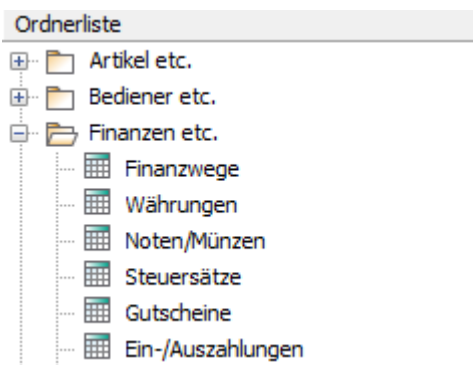 Ordnerliste
Artikel etc.
Bediener etc.
Finanzen etc.
Finanzwege
Währungen
Noten/Münzen
Steuersätze
Gutscheine
Ein-/Auszahlungen